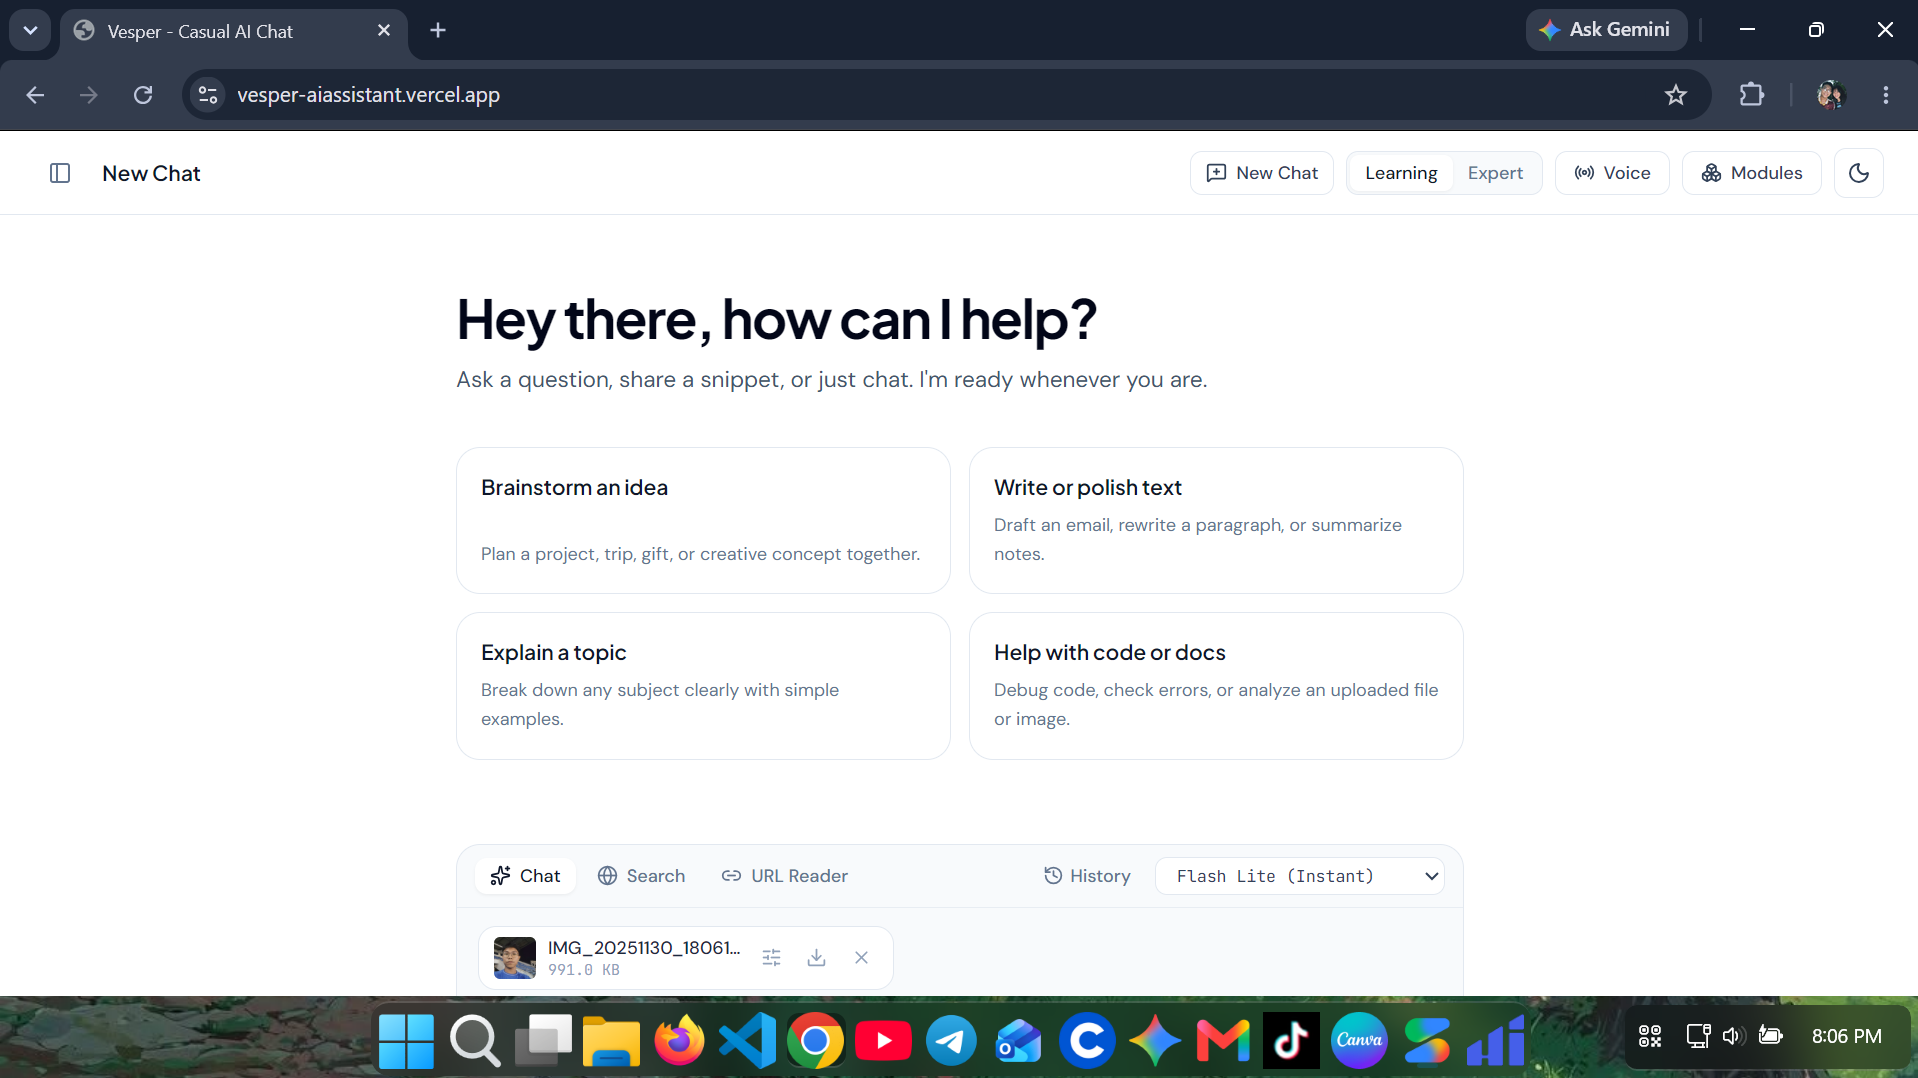 Vesper - Casual AI Chat
Ask Gemini
vesper-aiassistant.vercel.app
New Chat
New Chat
Learning
Expert
Voice
Modules
Hey there, how can I help?
Ask a question, share a snippet, or just chat. I'm ready whenever you are.
Brainstorm an idea
Plan a project, trip, gift, or creative concept together.
Write or polish text
Draft an email, rewrite a paragraph, or summarize
notes.
Explain a topic
Break down any subject clearly with simple
examples.
Help with code or docs
Debug code, check errors, or analyze an uploaded file
or image.
Chat
Search
URL Reader
History
Flash Lite (Instant)
IMG_20251130_18061...
991.0 KB
Canva
8:06 PM